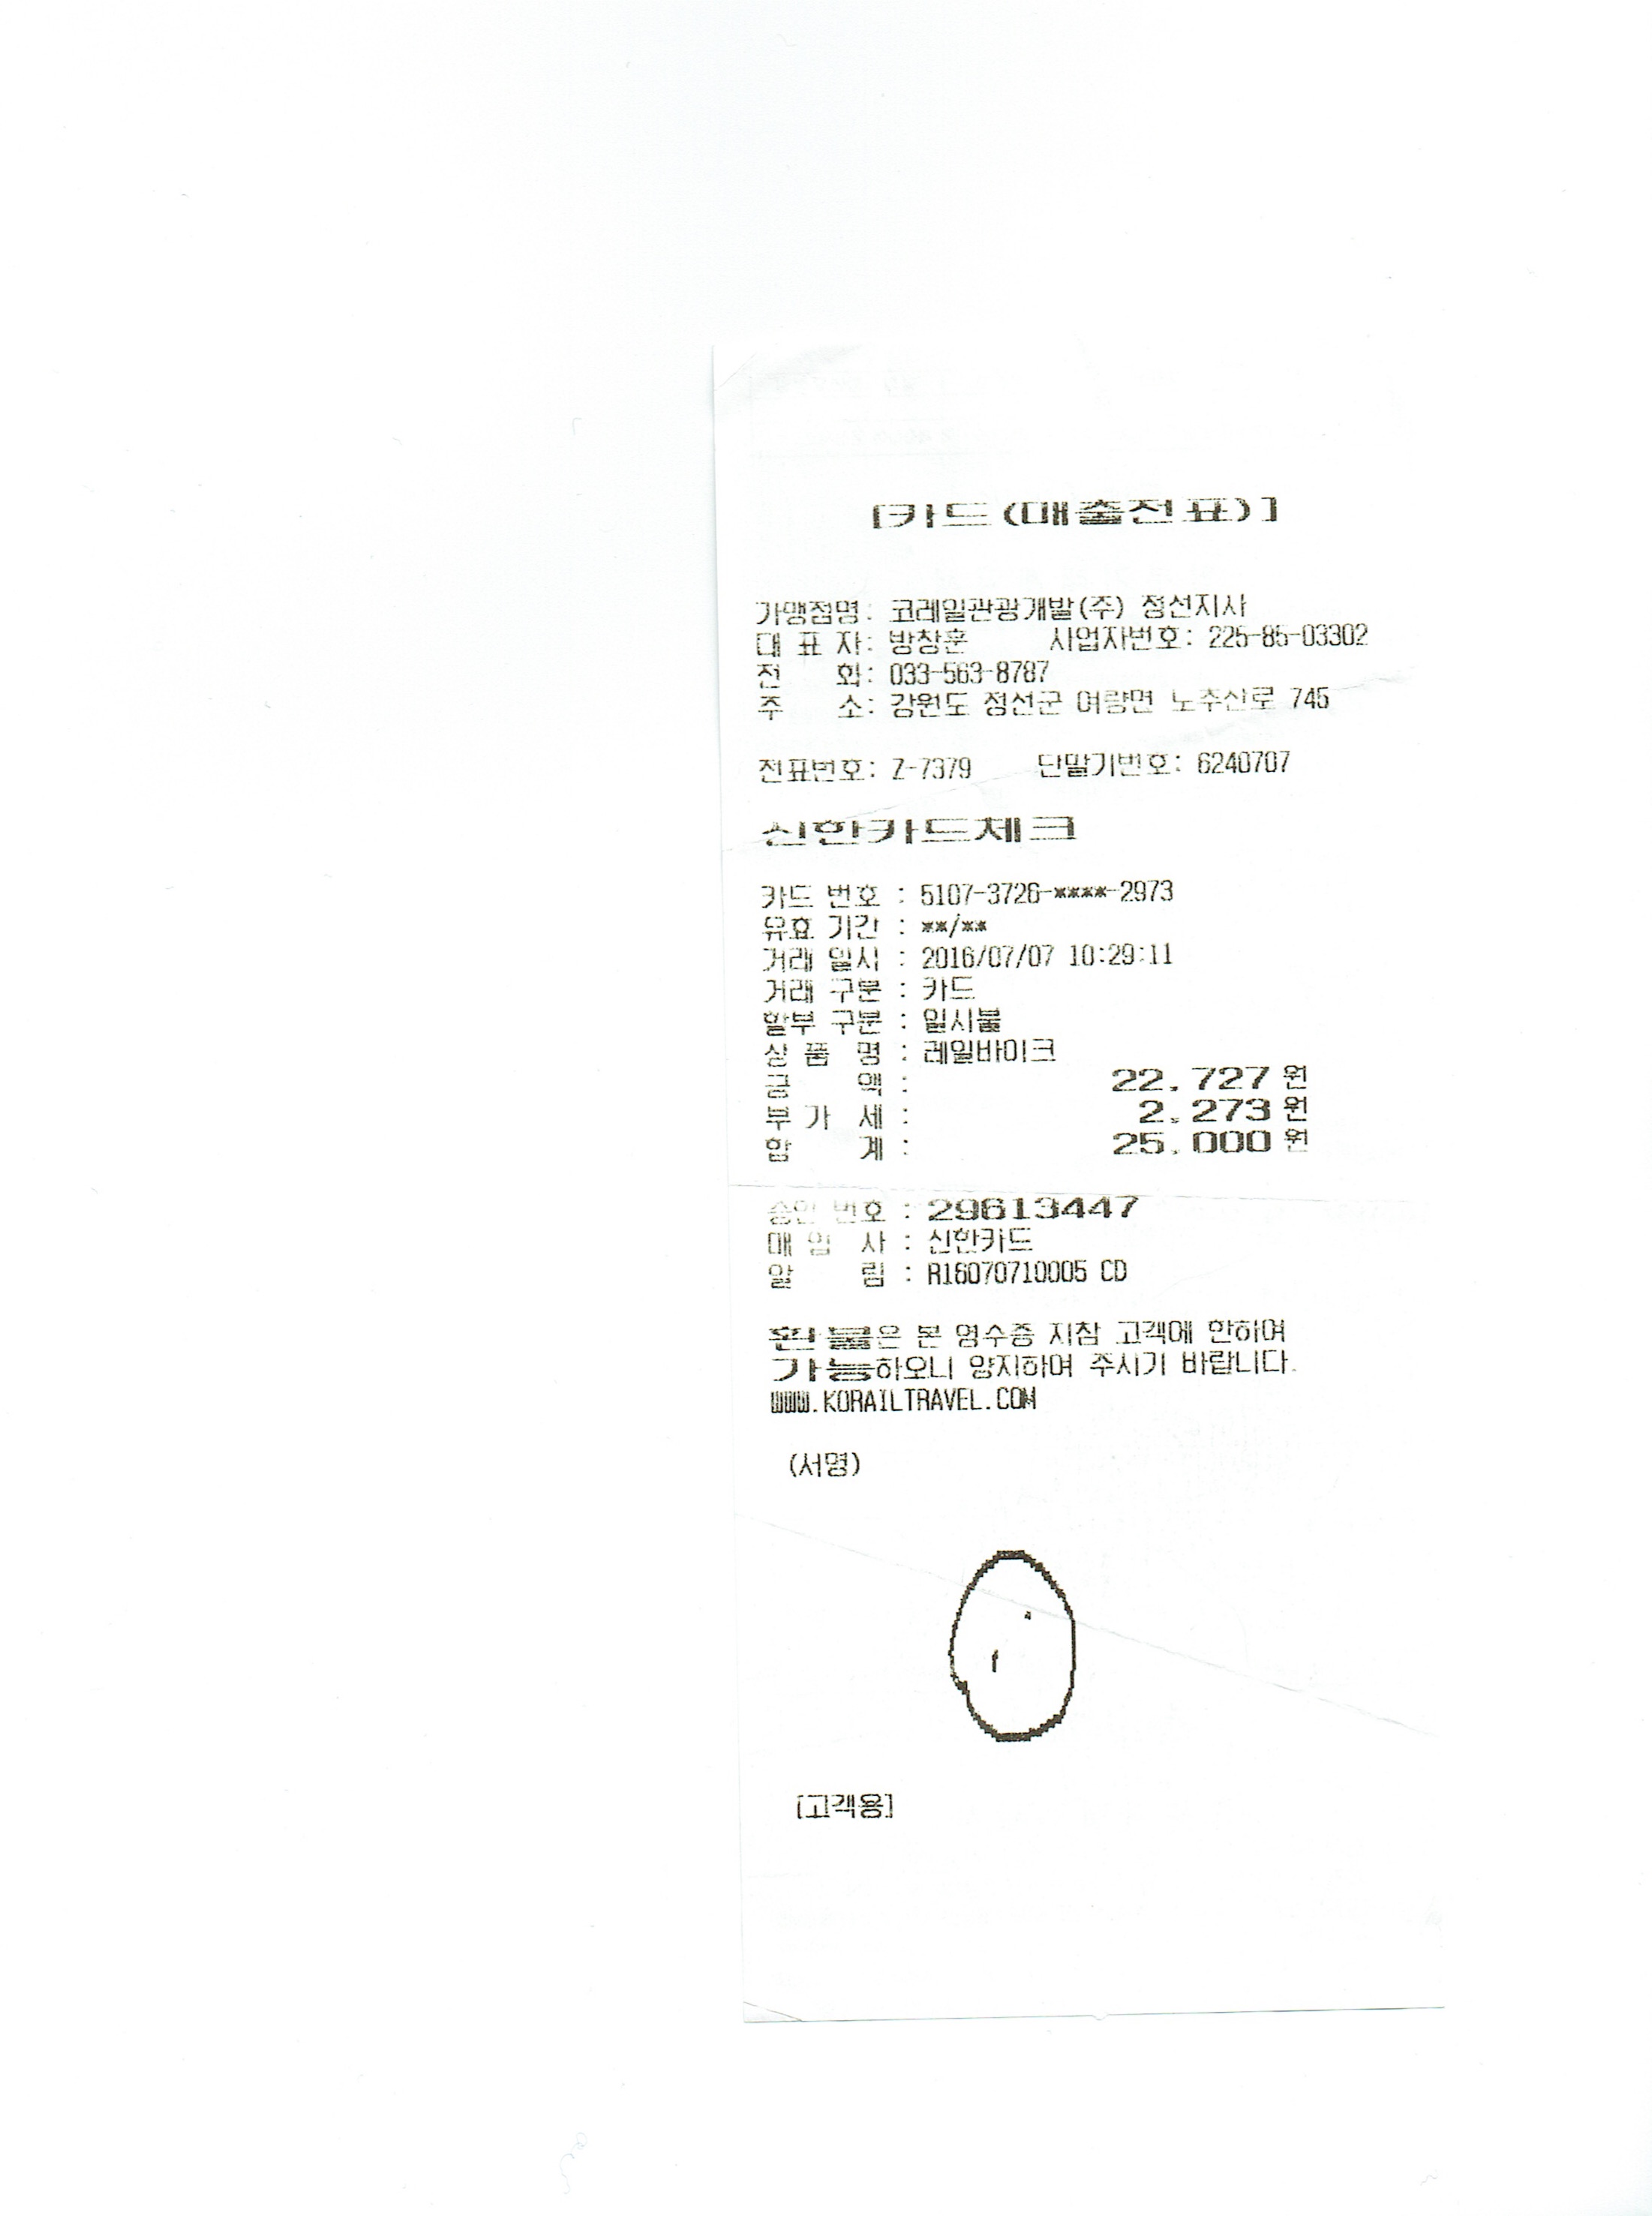 [카드(매출전표)]
가맹점명: 코레일관광개발(주) 정선지사
대 표 자: 방창훈 사업자번호: 225-85-03302
전 화: 033-563-8787
주 소: 강원도 정선군 여량면 노추산로 745
전표번호: Z-7379 단말기번호: 6240707
신한카드체크
카드 번호 : 5107-3726-****-2973
유효 기간 : **/**
거래 일시 : 2016/07/07 10:29:11
거래 구분 : 카드
할부 구분 : 일시불
상 품 명 : 레일바이크
금 액 : 22,727 원
부 가 세 : 2,273 원
합 계 : 25,000 원
승인 번호 : 29613447
매 입 사 : 신한카드
알 림 : R16070710005 CD
환불은 본 영수증 지참 고객에 한하여
가능하오니 양지하여 주시기 바랍니다.
WWW.KORAILTRAVEL.COM
(서명)
[고객용]